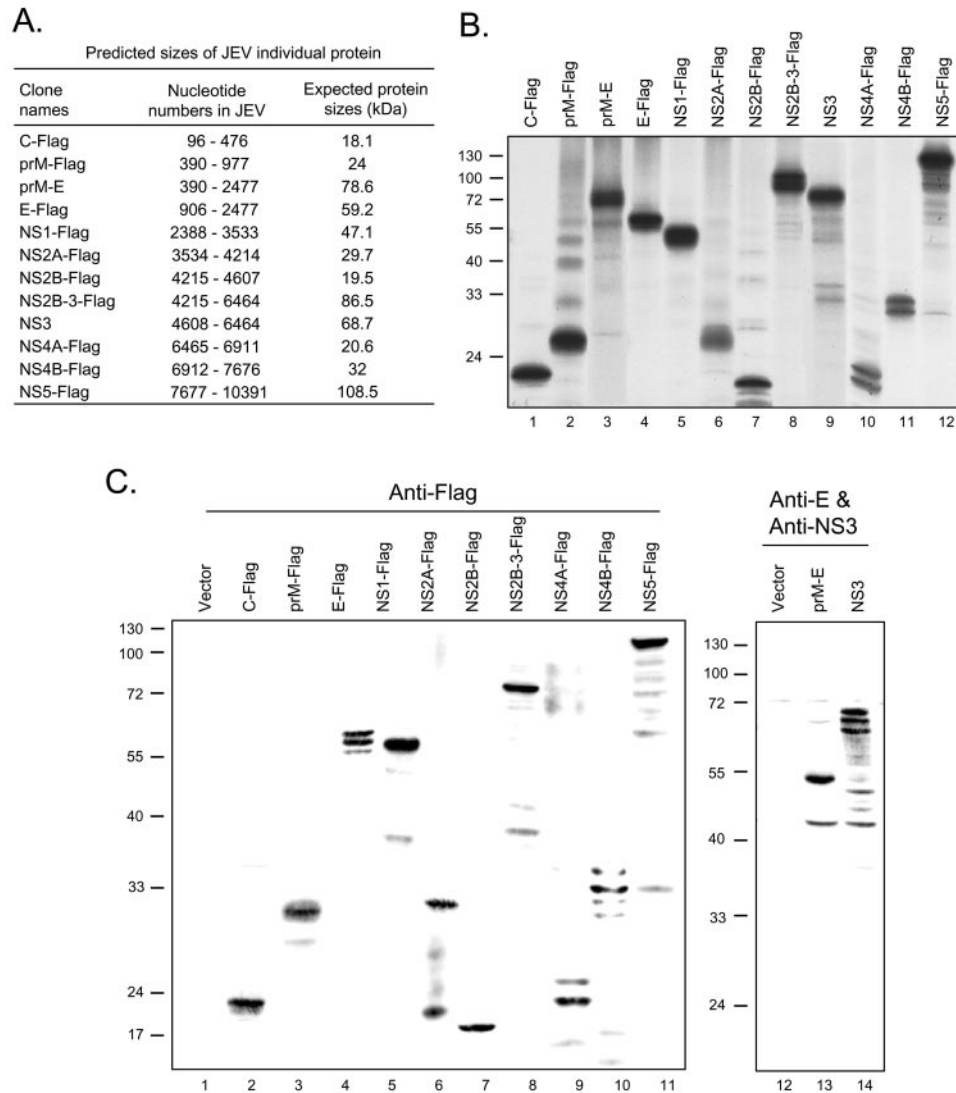 A.
Predicted sizes of JEV individual protein
Clone names Nucleotide numbers in JEV Expected protein sizes (kDa)
C-Flag 96 - 476 18.1
prM-Flag 390 - 977 24
prM-E 390 - 2477 78.6
E-Flag 906 - 2477 59.2
NS1-Flag 2388 - 3533 47.1
NS2A-Flag 3534 - 4214 29.7
NS2B-Flag 4215 - 4607 19.5
NS2B-3-Flag 4215 - 6464 86.5
NS3 4608 - 6464 68.7
NS4A-Flag 6465 - 6911 20.6
NS4B-Flag 6912 - 7676 32
NS5-Flag 7677 - 10391 108.5
B.
C-Flag prM-Flag prM-E E-Flag NS1-Flag NS2A-Flag NS2B-Flag NS2B-3-Flag NS3 NS4A-Flag NS4B-Flag NS5-Flag
130
100
72
55
40
33
24
1 2 3 4 5 6 7 8 9 10 11 12
C.
Anti-Flag
Vector C-Flag prM-Flag E-Flag NS1-Flag NS2A-Flag NS2B-Flag NS2B-3-Flag NS4A-Flag NS4B-Flag NS5-Flag
130
100
72
55
40
33
24
17
1 2 3 4 5 6 7 8 9 10 11
Anti-E &
Anti-NS3
Vector prM-E NS3
130
100
72
55
40
33
24
12 13 14